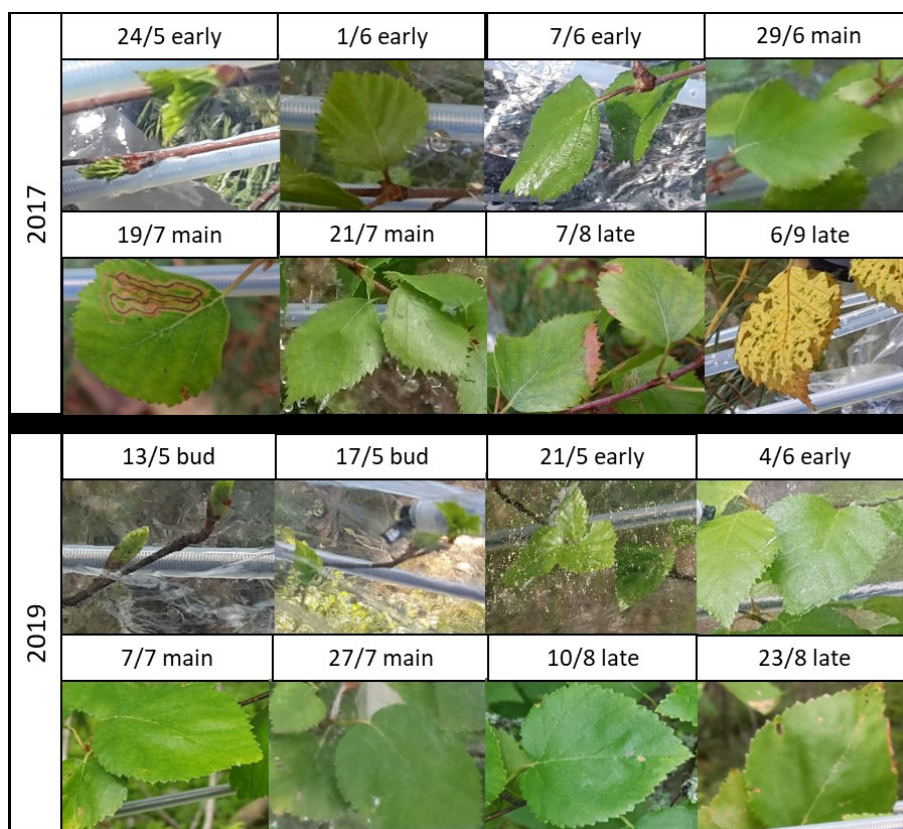 2017
24/5 early
1/6 early
7/6 early
29/6 main
19/7 main
21/7 main
7/8 late
6/9 late
2019
13/5 bud
17/5 bud
21/5 early
4/6 early
7/7 main
27/7 main
10/8 late
23/8 late